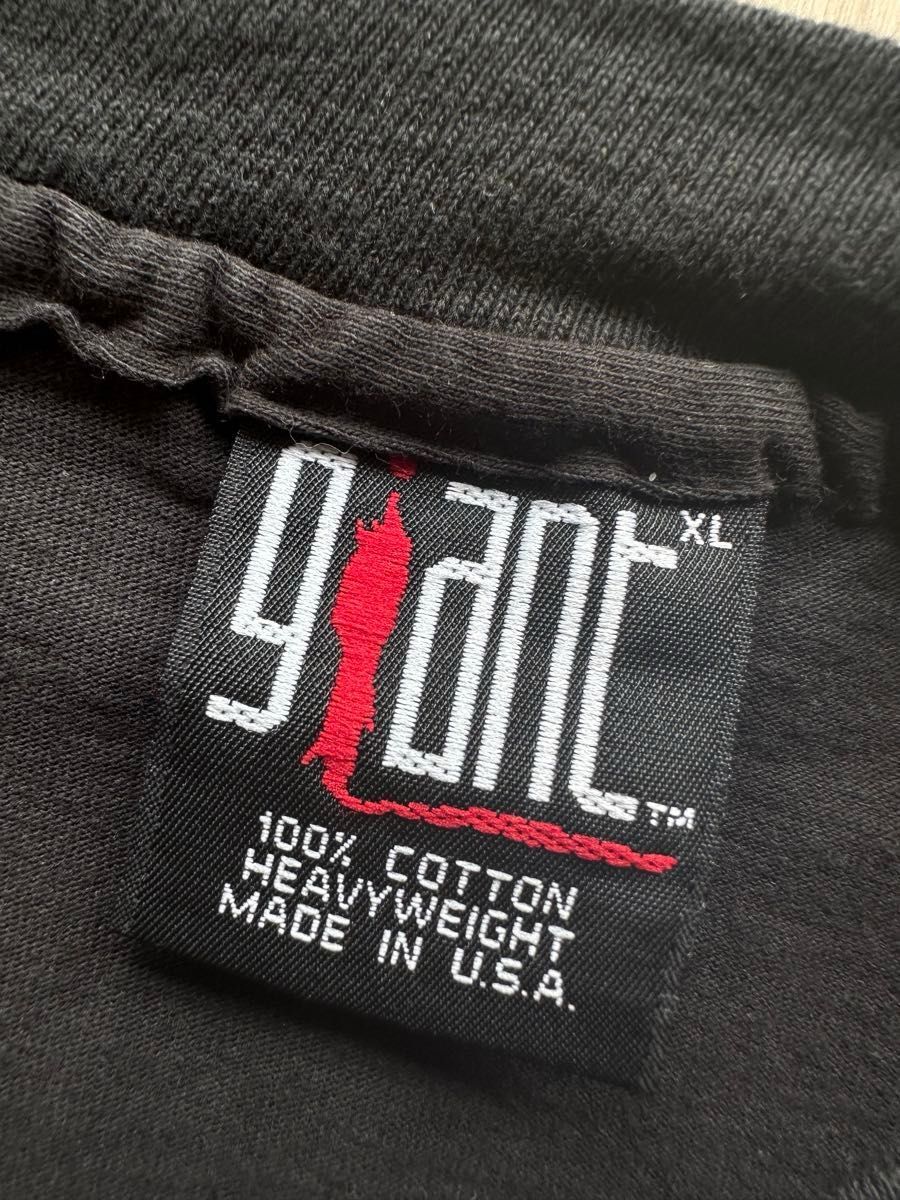 giant XL
TM
100% COTTON
HEAVYWEIGHT
MADE IN U.S.A.